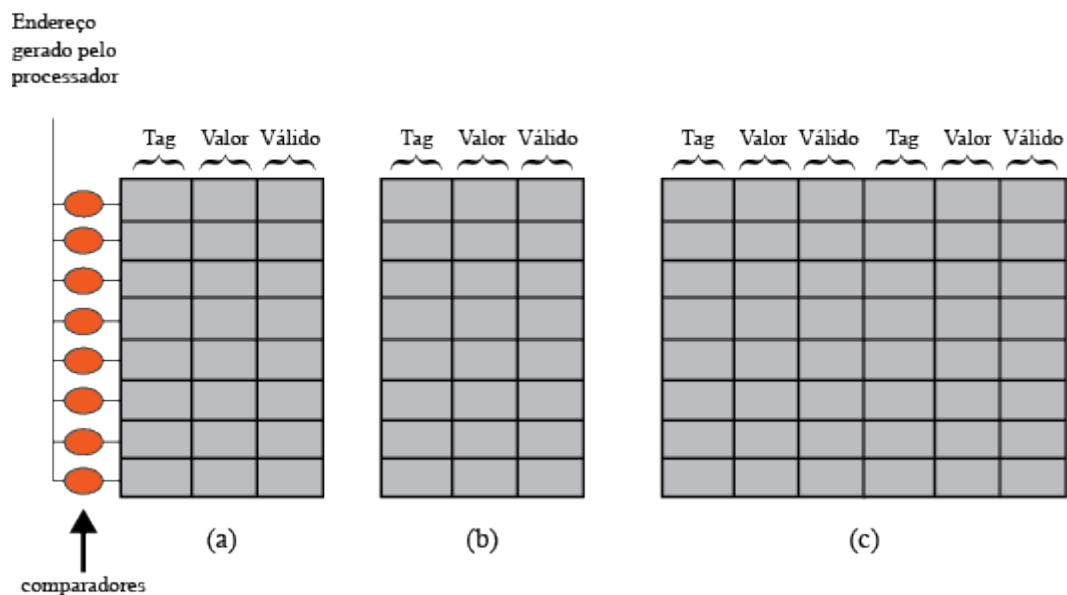 Endereço
gerado pelo
processador
Tag Valor Válido
Tag Valor Válido
Tag Valor Válido Tag Valor Válido
(a)
(b)
(c)
comparadores